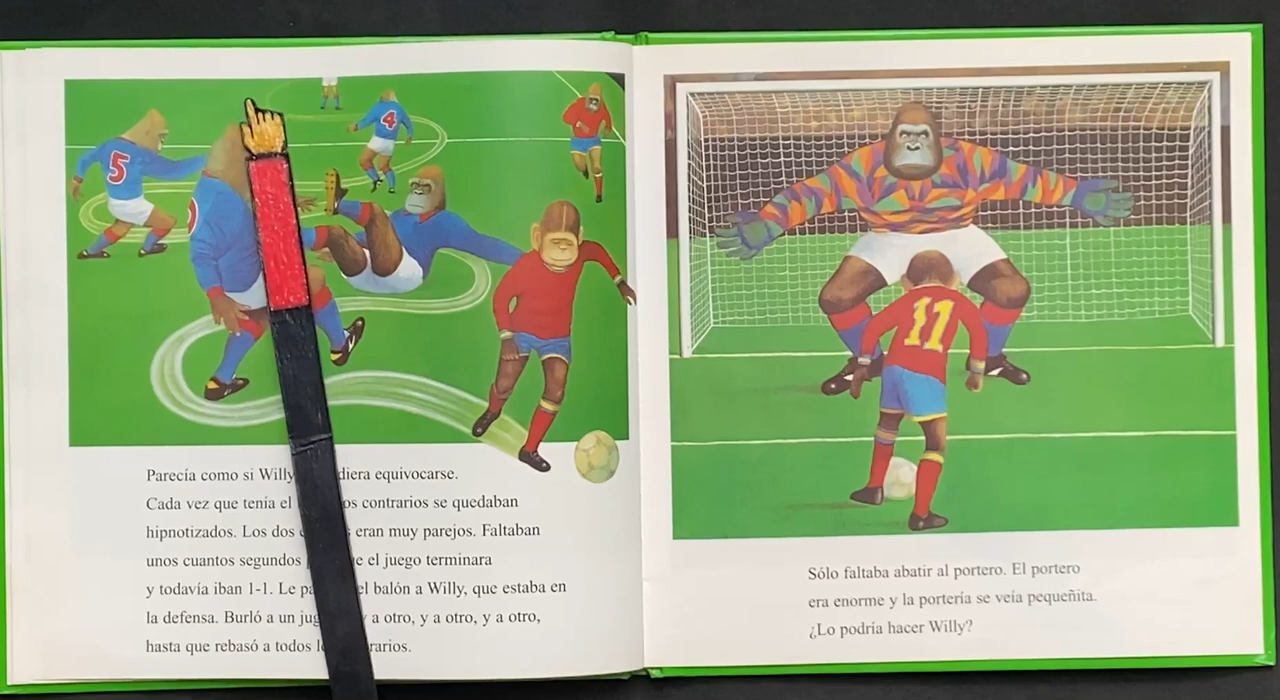 5
4
Parecía como si Willy diera equivocarse.
Cada vez que tenía el os contrarios se quedaban
hipnotizados. Los dos eran muy parejos. Faltaban
unos cuantos segundos e el juego terminara
y todavía iban 1-1. Le pa el balón a Willy, que estaba en
la defensa. Burló a un jug y a otro, y a otro, y a otro,
hasta que rebasó a todos l rarios.
11
Sólo faltaba abatir al portero. El portero
era enorme y la portería se veía pequeñita.
¿Lo podría hacer Willy?